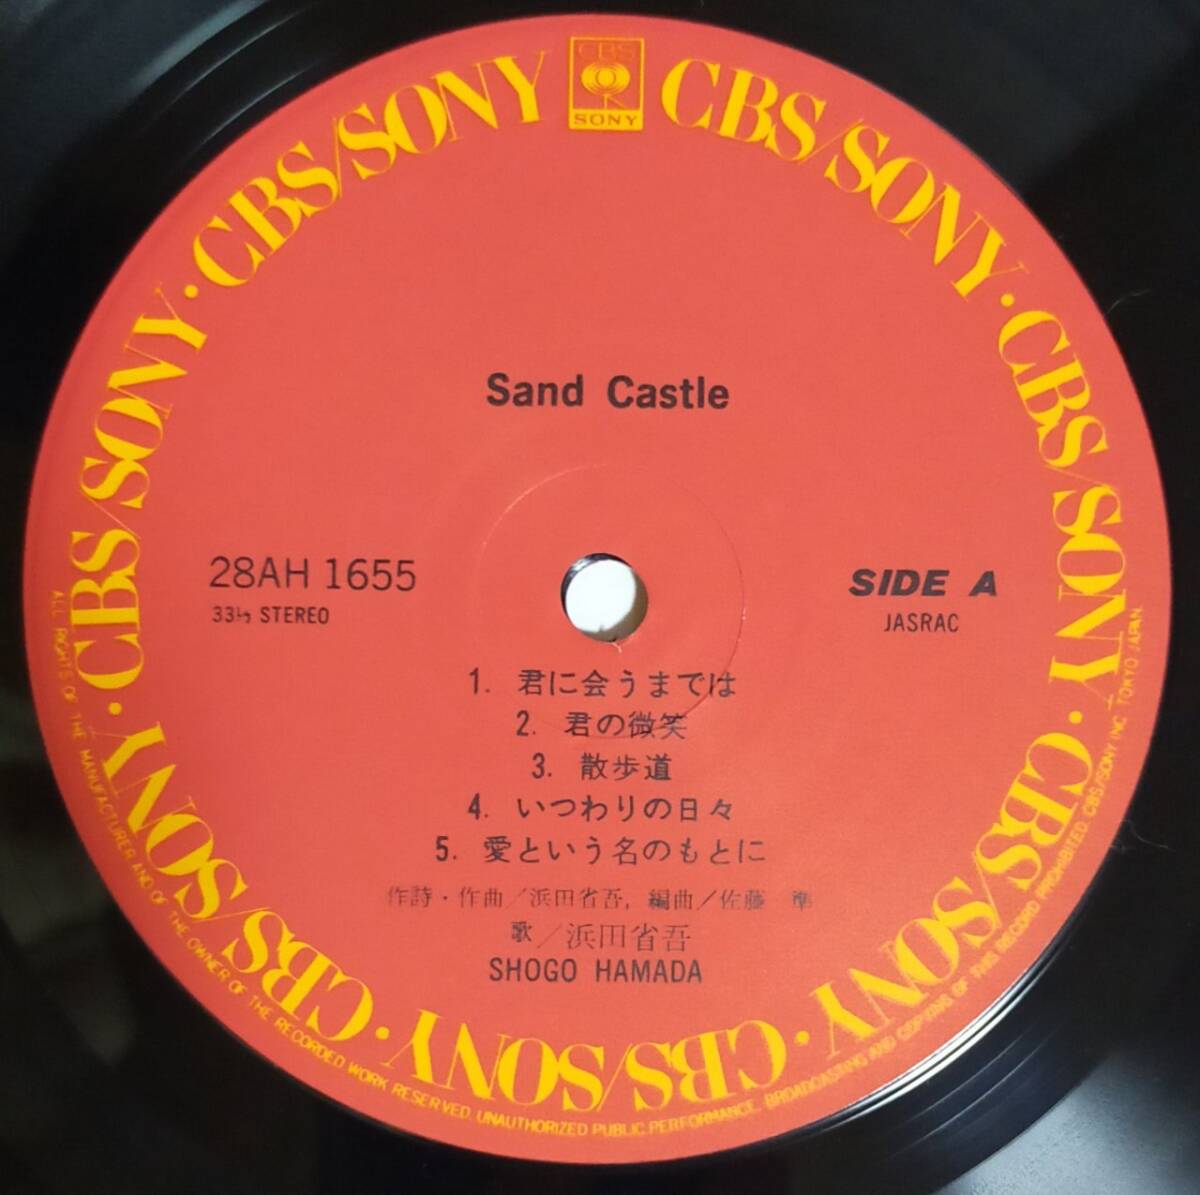 CBS
SONY
CBS/SONY · CBS/SONY · CBS/SONY · CBS/SONY · CBS/SONY · CBS/SONY · CBS/SONY · CBS/SONY
Sand Castle
28AH 1655
33⅓ STEREO
SIDE A
JASRAC
1. 君に会うまでは
2. 君の微笑
3. 散歩道
4. いつわりの日々
5. 愛という名のもとに
作詩・作曲/浜田省吾, 編曲/佐藤 準
歌/浜田省吾
SHOGO HAMADA
ALL RIGHTS OF THE MANUFACTURER AND OF THE OWNER OF THE RECORDED WORK RESERVED. UNAUTHORIZED PUBLIC PERFORMANCE, BROADCASTING AND COPYING OF THIS RECORD PROHIBITED. CBS/SONY INC. TOKYO JAPAN.